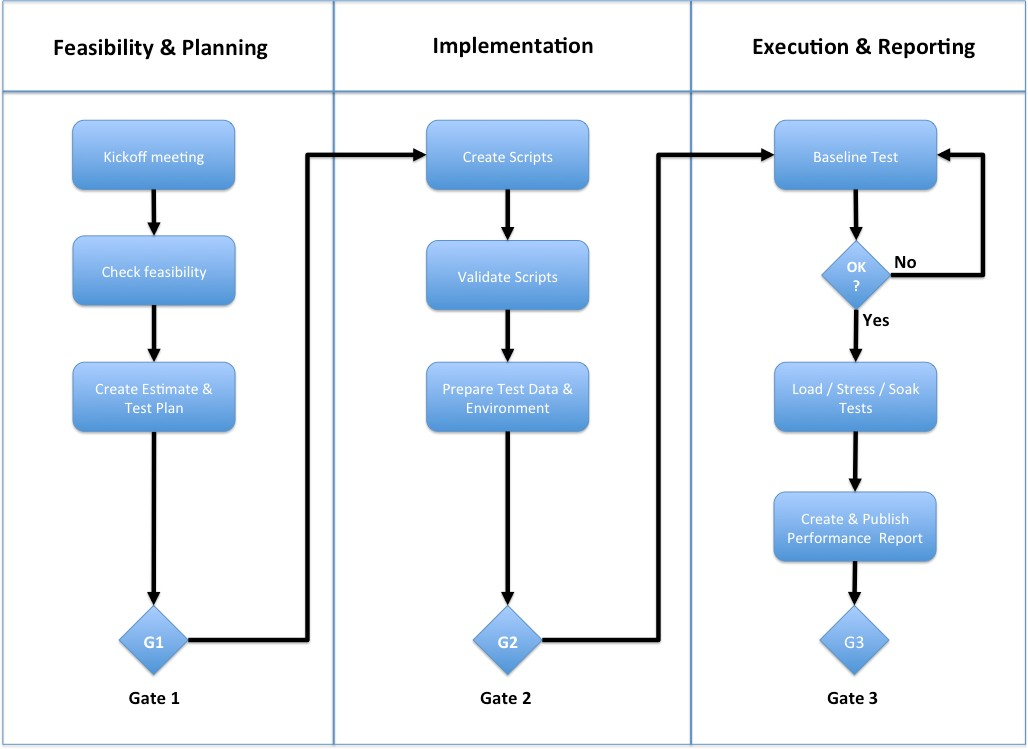 Feasibility & Planning
Implementation
Execution & Reporting
Kickoff meeting
Check feasibility
Create Estimate &
Test Plan
G1
Gate 1
Create Scripts
Validate Scripts
Prepare Test Data &
Environment
G2
Gate 2
Baseline Test
OK
?
No
Yes
Load / Stress / Soak
Tests
Create & Publish
Performance Report
G3
Gate 3